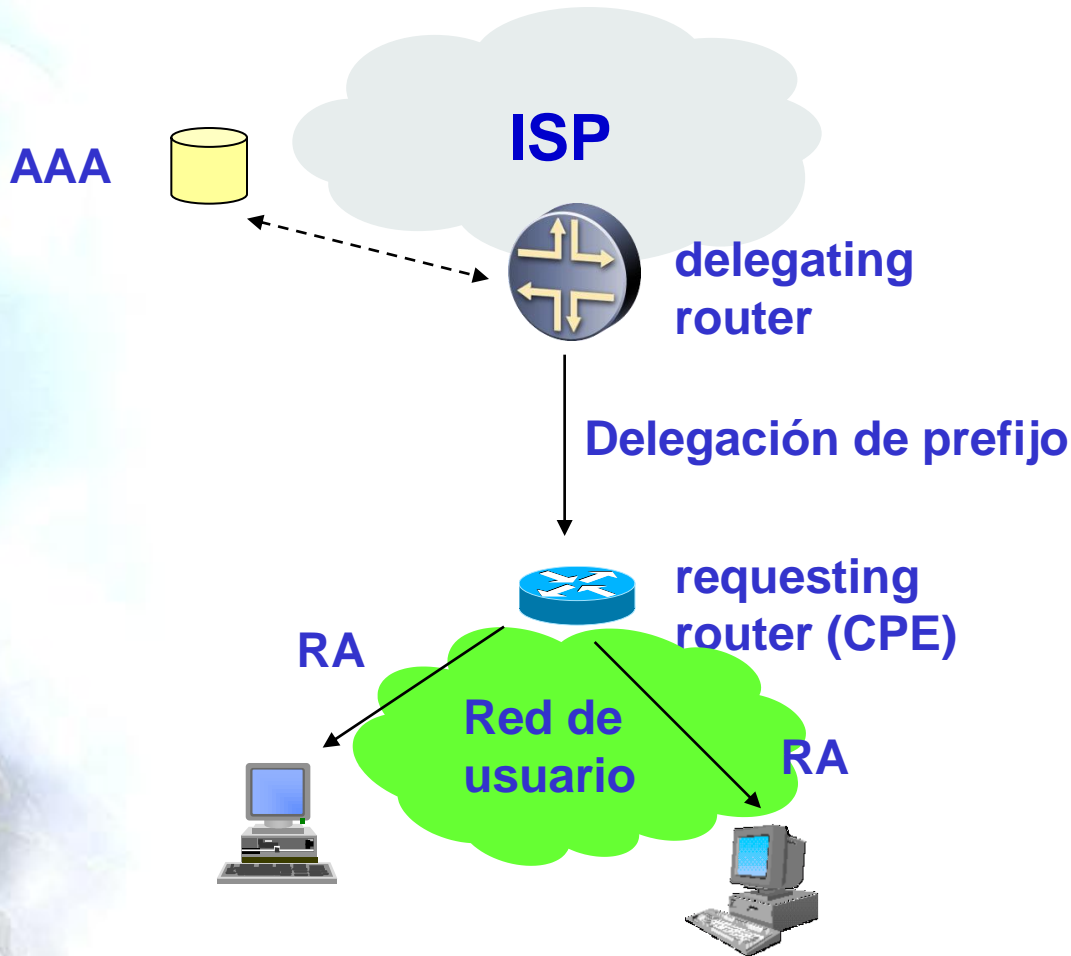 ISP
AAA
delegating
router
Delegación de prefijo
requesting
router (CPE)
RA
Red de
usuario
RA